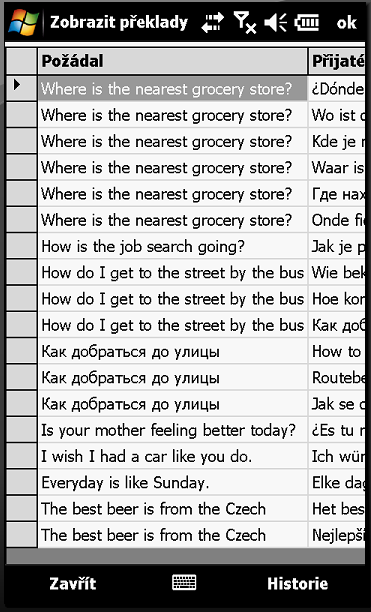 Zobrazit překlady ok
Požádal Přijaté
Where is the nearest grocery store? ¿Dónde
Where is the nearest grocery store? Wo ist d
Where is the nearest grocery store? Kde je n
Where is the nearest grocery store? Waar is
Where is the nearest grocery store? Где нах
Where is the nearest grocery store? Onde fic
How is the job search going? Jak je p
How do I get to the street by the bus Wie bek
How do I get to the street by the bus Hoe kor
How do I get to the street by the bus Как доб
Как добраться до улицы How to
Как добраться до улицы Routebe
Как добраться до улицы Jak se d
Is your mother feeling better today? ¿Es tu m
I wish I had a car like you do. Ich wür
Everyday is like Sunday. Elke dag
The best beer is from the Czech Het bes
The best beer is from the Czech Nejlepší
Zavřít Historie